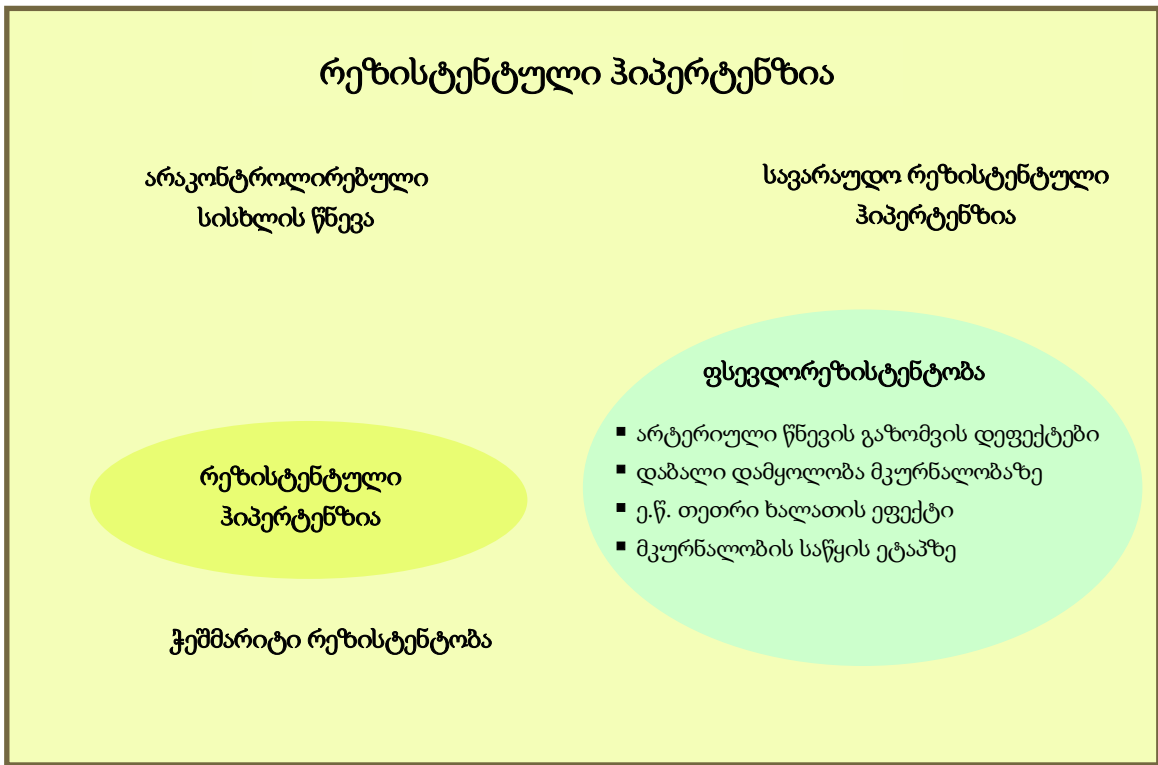 რეზისტენტული ჰიპერტენზია
არაკონტროლირებული
სისხლის წნევა
სავარაუდო რეზისტენტული
ჰიპერტენზია
ფსევდორეზისტენტობა
▪ არტერიული წნევის გაზომვის დეფექტები
▪ დაბალი დამყოლობა მკურნალობაზე
▪ ე.წ. თეთრი ხალათის ეფექტი
▪ მკურნალობის საწყის ეტაპზე
რეზისტენტული
ჰიპერტენზია
ჭეშმარიტი რეზისტენტობა